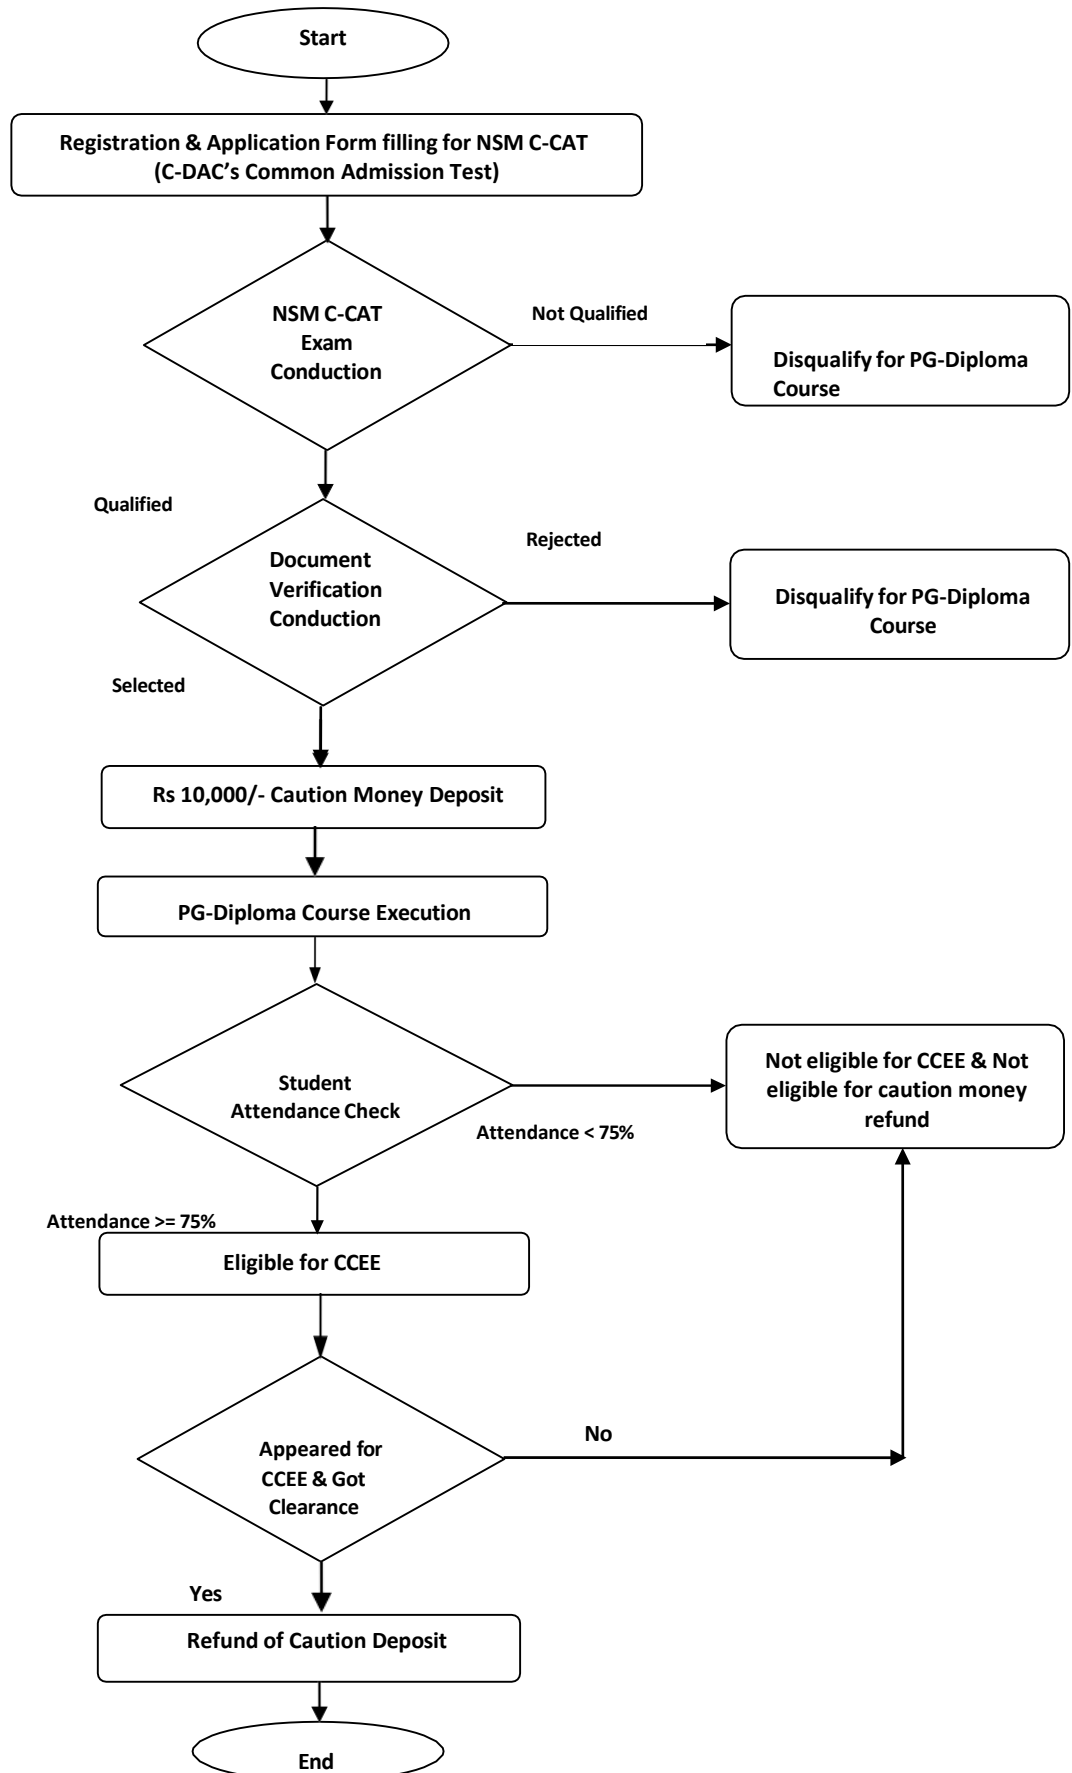 Start
Registration & Application Form filling for NSM C-CAT
(C-DAC’s Common Admission Test)
NSM C-CAT
Exam
Conduction
Not Qualified
Disqualify for PG-Diploma
Course
Qualified
Document
Verification
Conduction
Rejected
Disqualify for PG-Diploma
Course
Selected
Rs 10,000/- Caution Money Deposit
PG-Diploma Course Execution
Student
Attendance Check
Attendance < 75%
Not eligible for CCEE & Not
eligible for caution money
refund
Attendance >= 75%
Eligible for CCEE
Appeared for
CCEE & Got
Clearance
No
Yes
Refund of Caution Deposit
End